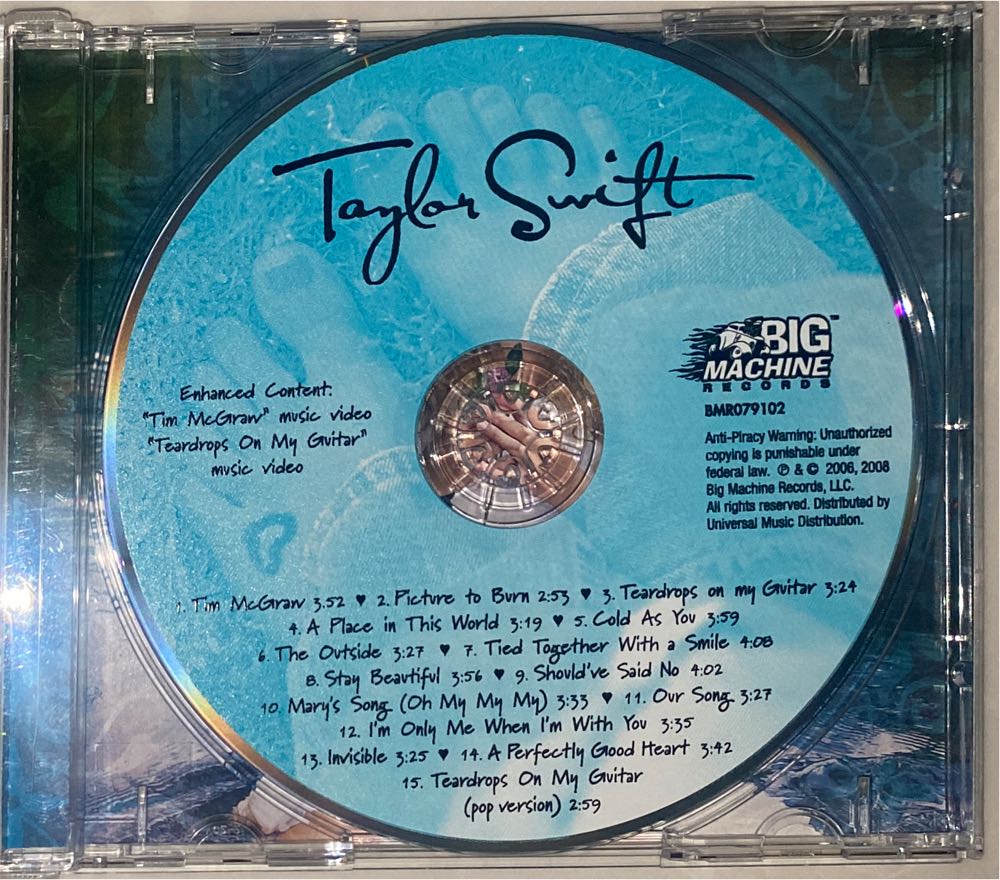 Taylor Swift
Enhanced Content:
"Tim McGraw" music video
"Teardrops On My Guitar"
music video
BIG™
MACHINE
RECORDS
BMR079102
Anti-Piracy Warning: Unauthorized
copying is punishable under
federal law. ℗ & © 2006, 2008
Big Machine Records, LLC.
All rights reserved. Distributed by
Universal Music Distribution.
1. Tim McGraw 3:52 ♥ 2. Picture to Burn 2:53 ♥ 3. Teardrops on my Guitar 3:24
4. A Place in This World 3:19 ♥ 5. Cold As You 3:59
6. The Outside 3:27 ♥ 7. Tied Together With a Smile 4:08
8. Stay Beautiful 3:56 ♥ 9. Should've Said No 4:02
10. Mary's Song (Oh My My My) 3:33 ♥ 11. Our Song 3:27
12. I'm Only Me When I'm With You 3:35
13. Invisible 3:25 ♥ 14. A Perfectly Good Heart 3:42
15. Teardrops On My Guitar
(pop version) 2:59